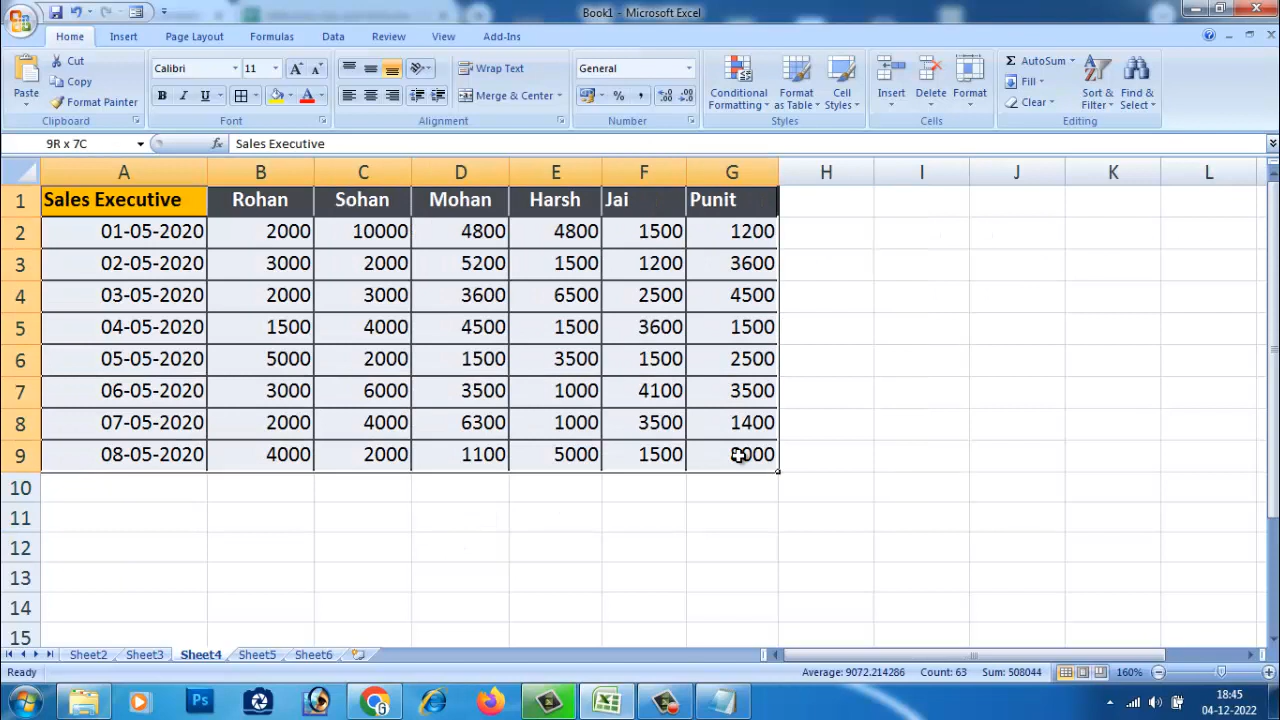 Book1 - Microsoft Excel
Home Insert Page Layout Formulas Data Review View Add-Ins
Paste
Cut
Copy
Format Painter
Clipboard
Calibri 11
B I U
Font
Wrap Text
Merge & Center
Alignment
General
%
Number
Conditional Formatting
Format as Table
Cell Styles
Styles
Insert Delete Format
Cells
Σ AutoSum
Fill
Clear
Sort & Filter
Find & Select
Editing
9R x 7C fx Sales Executive
A B C D E F G H I J K L
1 Sales Executive Rohan Sohan Mohan Harsh Jai Punit
2 01-05-2020 2000 10000 4800 4800 1500 1200
3 02-05-2020 3000 2000 5200 1500 1200 3600
4 03-05-2020 2000 3000 3600 6500 2500 4500
5 04-05-2020 1500 4000 4500 1500 3600 1500
6 05-05-2020 5000 2000 1500 3500 1500 2500
7 06-05-2020 3000 6000 3500 1000 4100 3500
8 07-05-2020 2000 4000 6300 1000 3500 1400
9 08-05-2020 4000 2000 1100 5000 1500
10
11
12
13
14
15
Sheet2 Sheet3 Sheet4 Sheet5 Sheet6
Ready Average: 9072.214286 Count: 63 Sum: 508044 160%
Ps
18:45
04-12-2022